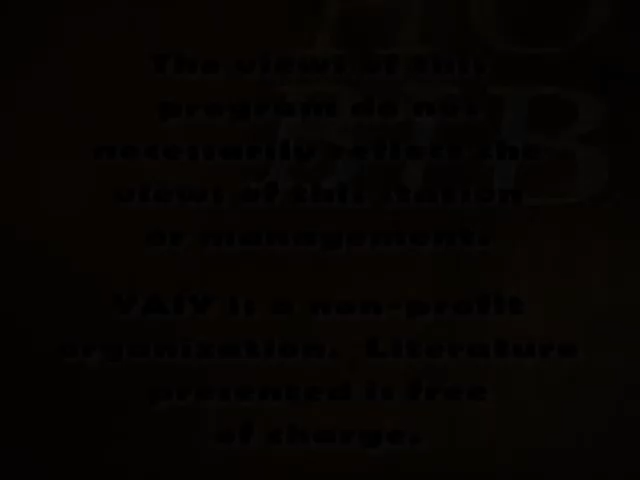 The views of this
program do not
necessarily reflect the
views of this station
or management.
YAIY is a non-profit
organization. Literature
presented is free
of charge.